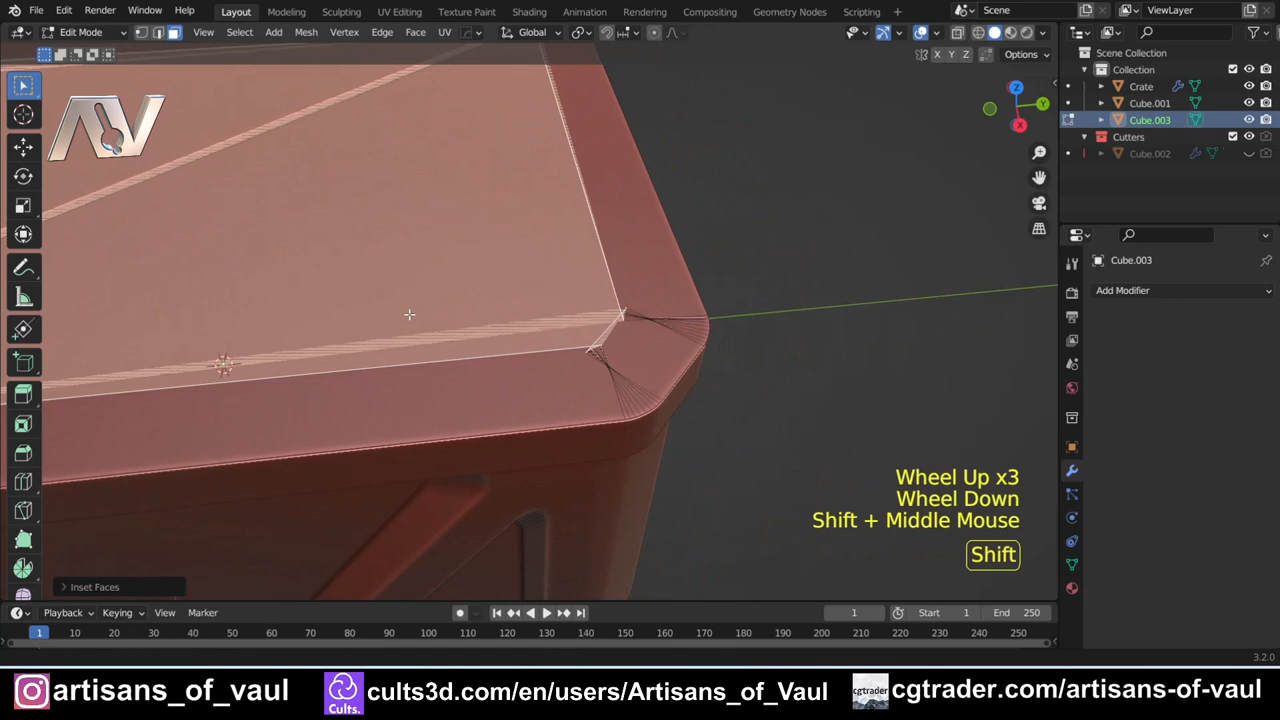 File Edit Render Window Help Layout Modeling Sculpting UV Editing Texture Paint Shading Animation Rendering Compositing Geometry Nodes Scripting + Scene ViewLayer
Edit Mode View Select Add Mesh Vertex Edge Face UV Global
X Y Z Options
Scene Collection
Collection
Crate
Cube.001
Cube.003
Cutters
Cube.002
AV
Z
Y
X
Cube.003
Add Modifier
Wheel Up x3
Wheel Down
Shift + Middle Mouse
Shift
Inset Faces
Playback Keying View Marker 1 Start 1 End 250
1 10 20 30 40 50 60 70 80 90 100 110 120 130 140 150 160 170 180 190 200 210 220 230 240 250
3.2.0
artisans_of_vaul Cults. cults3d.com/en/users/Artisans_of_Vaul cgtrader cgtrader.com/artisans-of-vaul